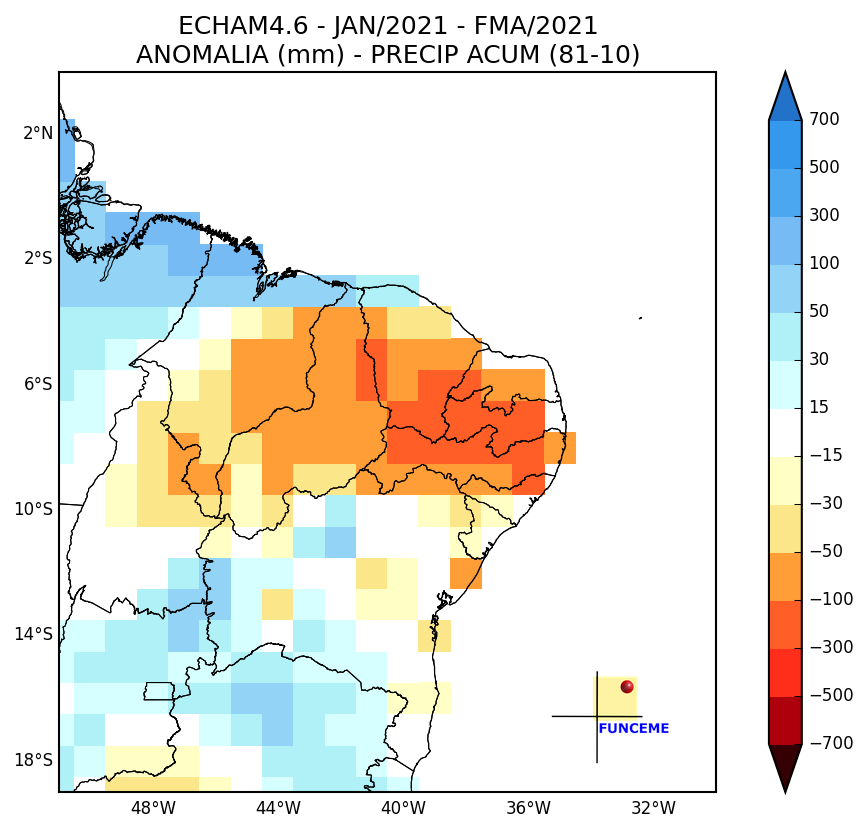 ECHAM4.6 - JAN/2021 - FMA/2021
ANOMALIA (mm) - PRECIP ACUM (81-10)
2°N
2°S
6°S
10°S
14°S
18°S
48°W 44°W 40°W 36°W 32°W
700
500
300
100
50
30
15
−15
−30
−50
−100
−300
−500
−700
FUNCEME